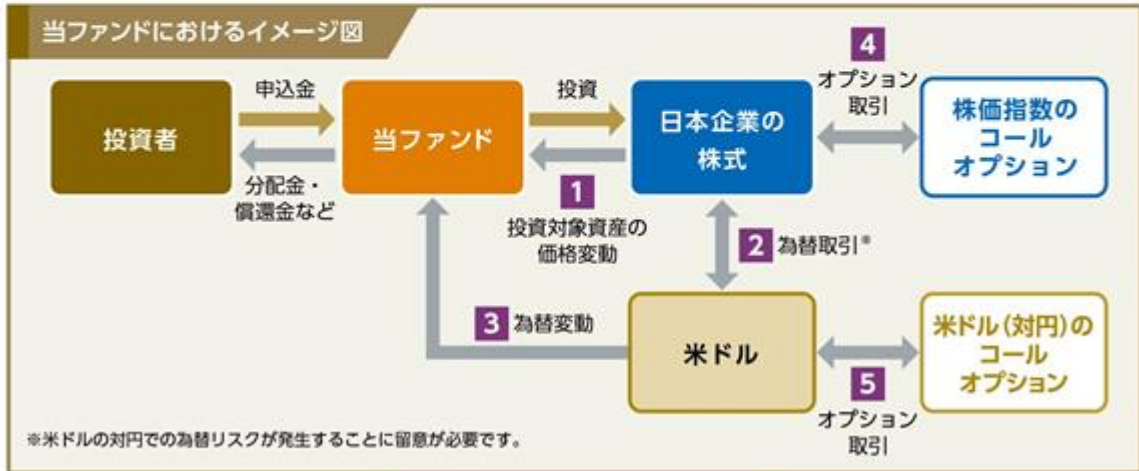 当ファンドにおけるイメージ図
投資者
申込金
分配金・
償還金など
当ファンド
投資
1
投資対象資産の
価格変動
日本企業の
株式
4
オプション
取引
株価指数の
コール
オプション
2 為替取引※
3 為替変動
米ドル
5
オプション
取引
米ドル（対円）の
コール
オプション
※米ドルの対円での為替リスクが発生することに留意が必要です。